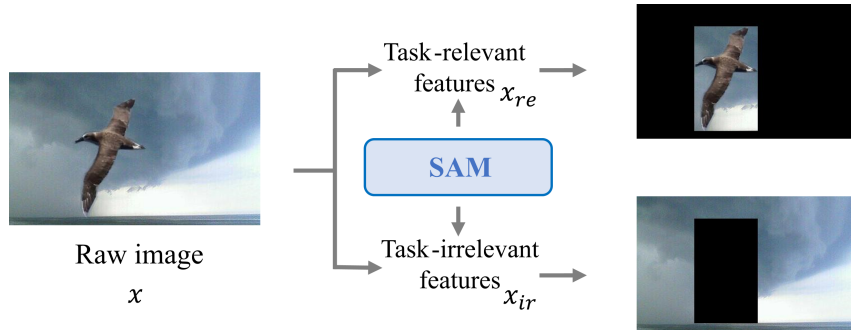 Task-relevant
features x_re
SAM
Raw image
x
Task-irrelevant
features x_ir